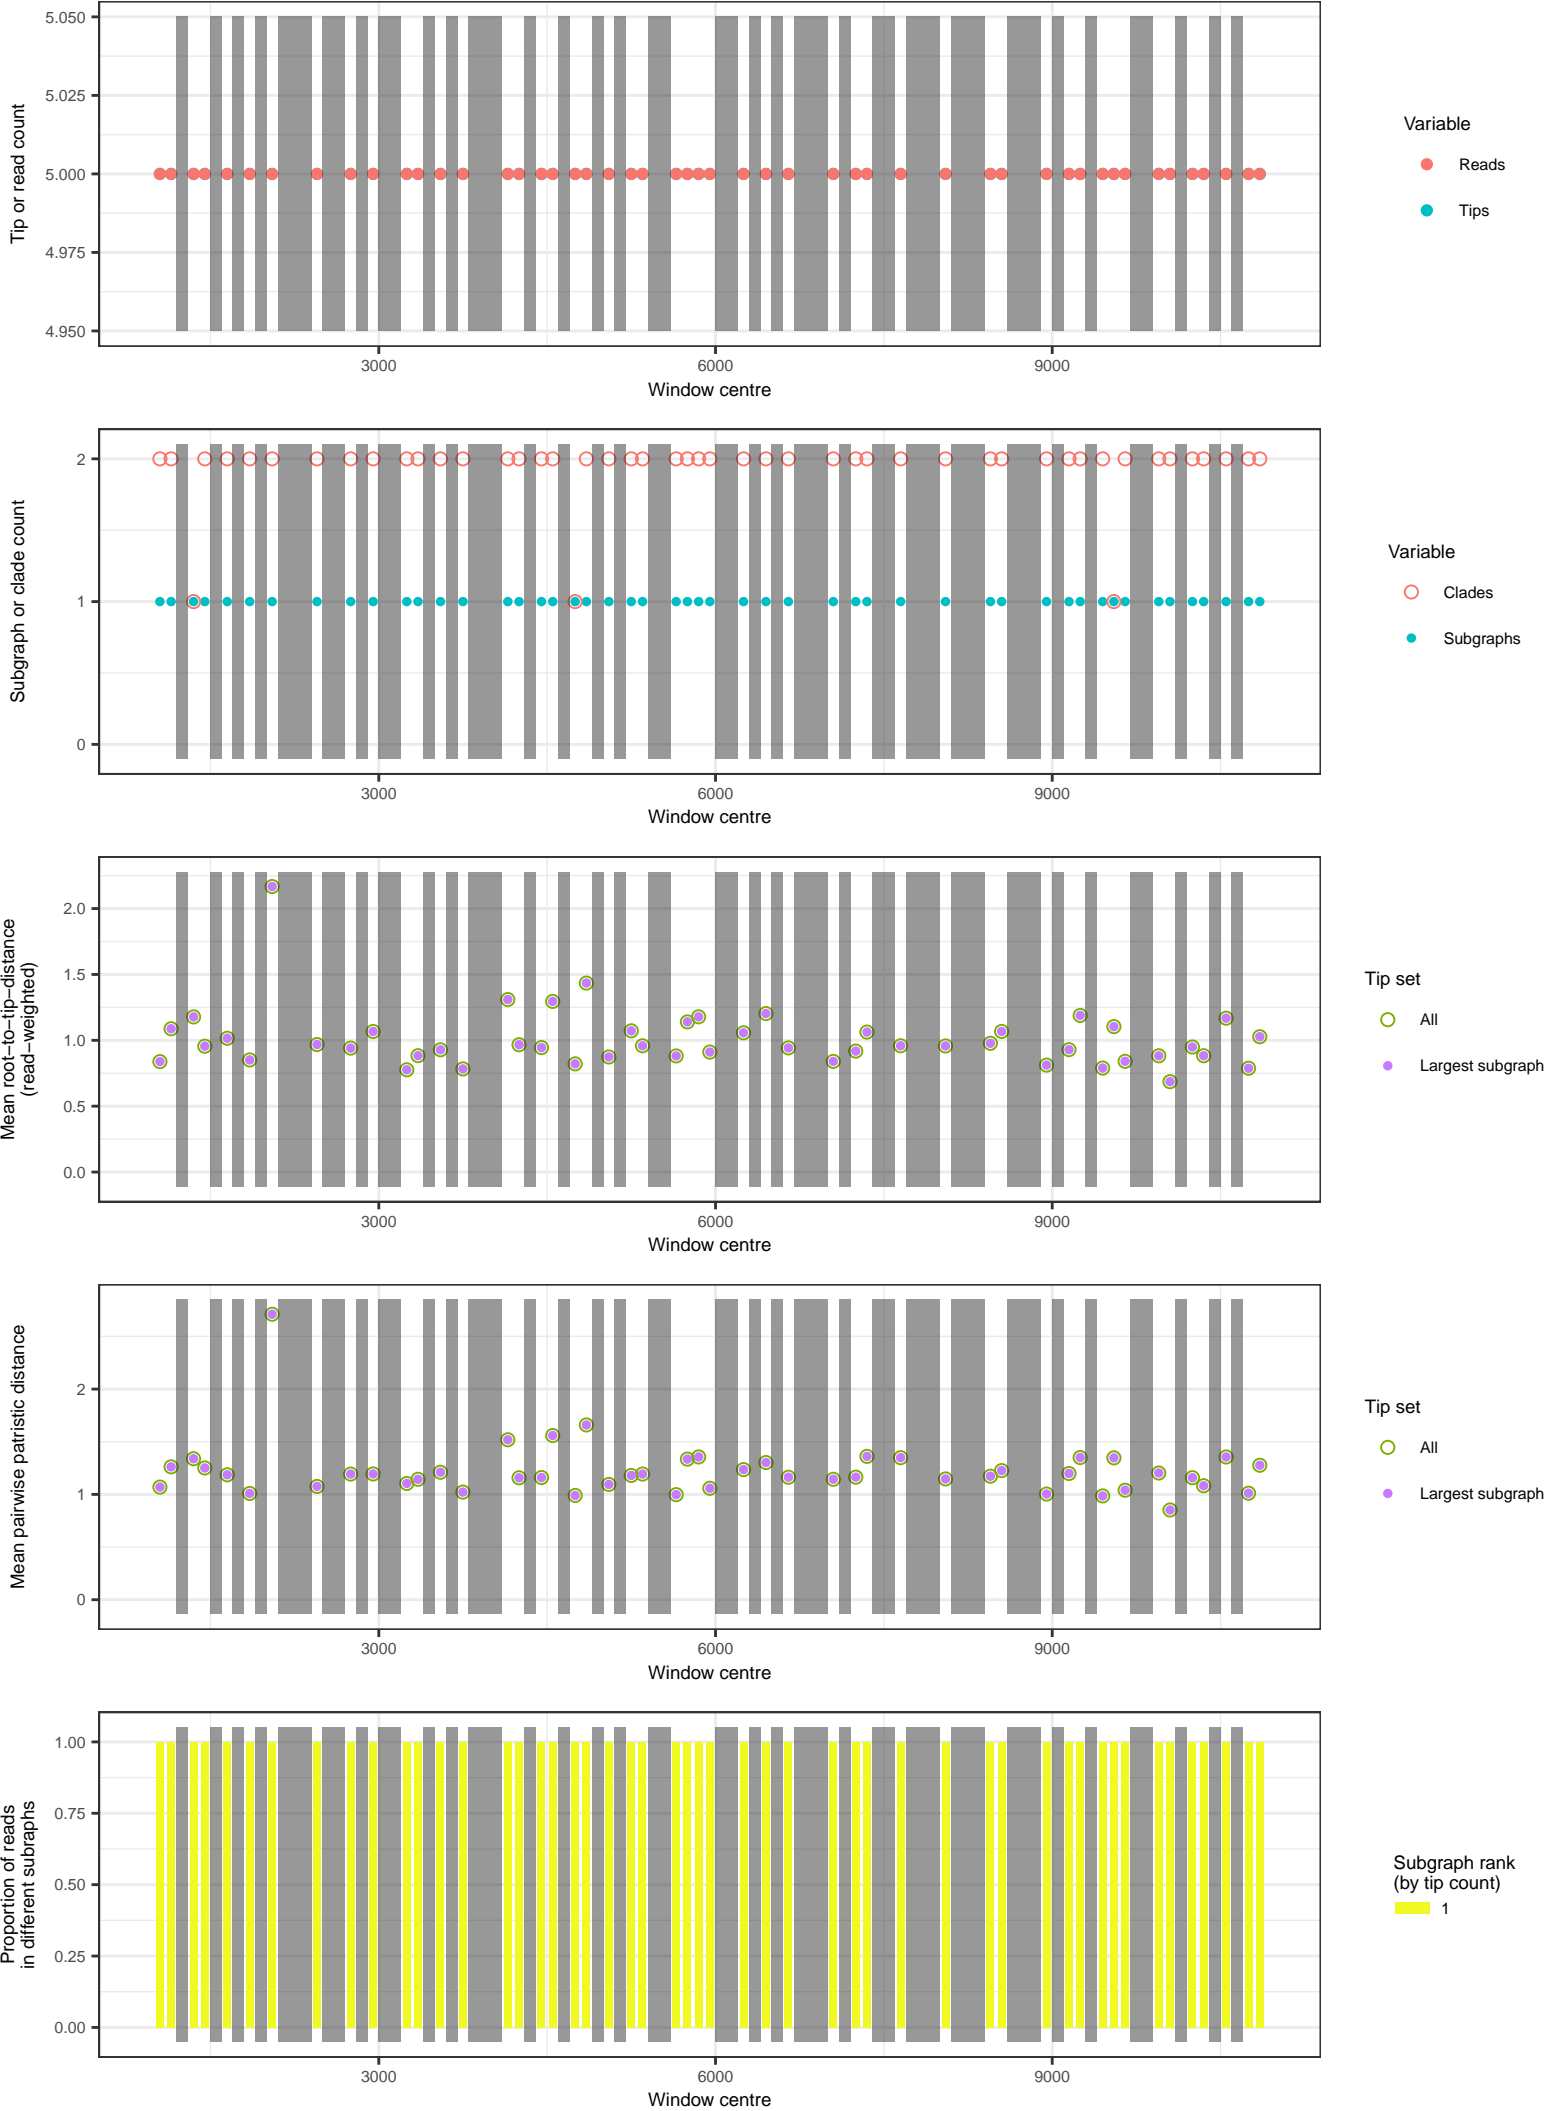 5.050
5.025
5.000
4.975
4.950
Tip or read count
3000 6000 9000
Window centre
Variable
Reads
Tips
2
1
0
Subgraph or clade count
3000 6000 9000
Window centre
Variable
Clades
Subgraphs
2.0
1.5
1.0
0.5
0.0
Mean root−to−tip−distance
(read−weighted)
3000 6000 9000
Window centre
Tip set
All
Largest subgraph
2
1
0
Mean pairwise patristic distance
3000 6000 9000
Window centre
Tip set
All
Largest subgraph
1.00
0.75
0.50
0.25
0.00
Proportion of reads
in different subraphs
3000 6000 9000
Window centre
Subgraph rank
(by tip count)
1